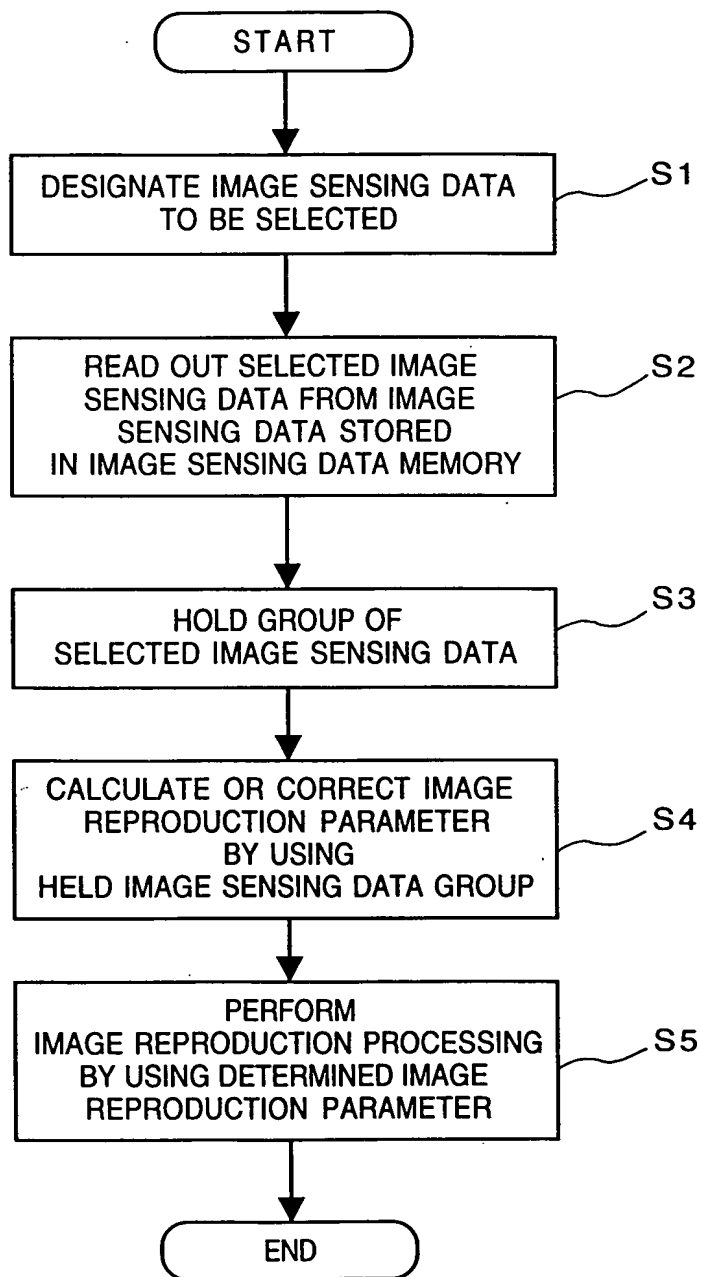 START
DESIGNATE IMAGE SENSING DATA
TO BE SELECTED
S1
READ OUT SELECTED IMAGE
SENSING DATA FROM IMAGE
SENSING DATA STORED
IN IMAGE SENSING DATA MEMORY
S2
HOLD GROUP OF
SELECTED IMAGE SENSING DATA
S3
CALCULATE OR CORRECT IMAGE
REPRODUCTION PARAMETER
BY USING
HELD IMAGE SENSING DATA GROUP
S4
PERFORM
IMAGE REPRODUCTION PROCESSING
BY USING DETERMINED IMAGE
REPRODUCTION PARAMETER
S5
END